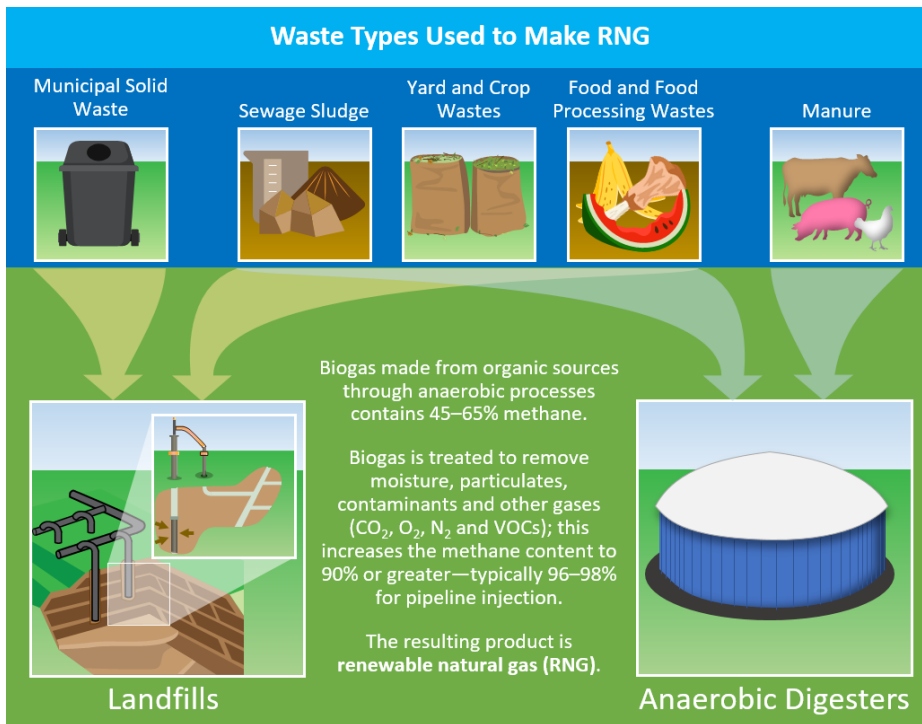 Waste Types Used to Make RNG
Municipal Solid
Waste
Sewage Sludge
Yard and Crop
Wastes
Food and Food
Processing Wastes
Manure
Biogas made from organic sources
through anaerobic processes
contains 45–65% methane.
Biogas is treated to remove
moisture, particulates,
contaminants and other gases
(CO₂, O₂, N₂ and VOCs); this
increases the methane content to
90% or greater—typically 96–98%
for pipeline injection.
The resulting product is
renewable natural gas (RNG).
Landfills
Anaerobic Digesters